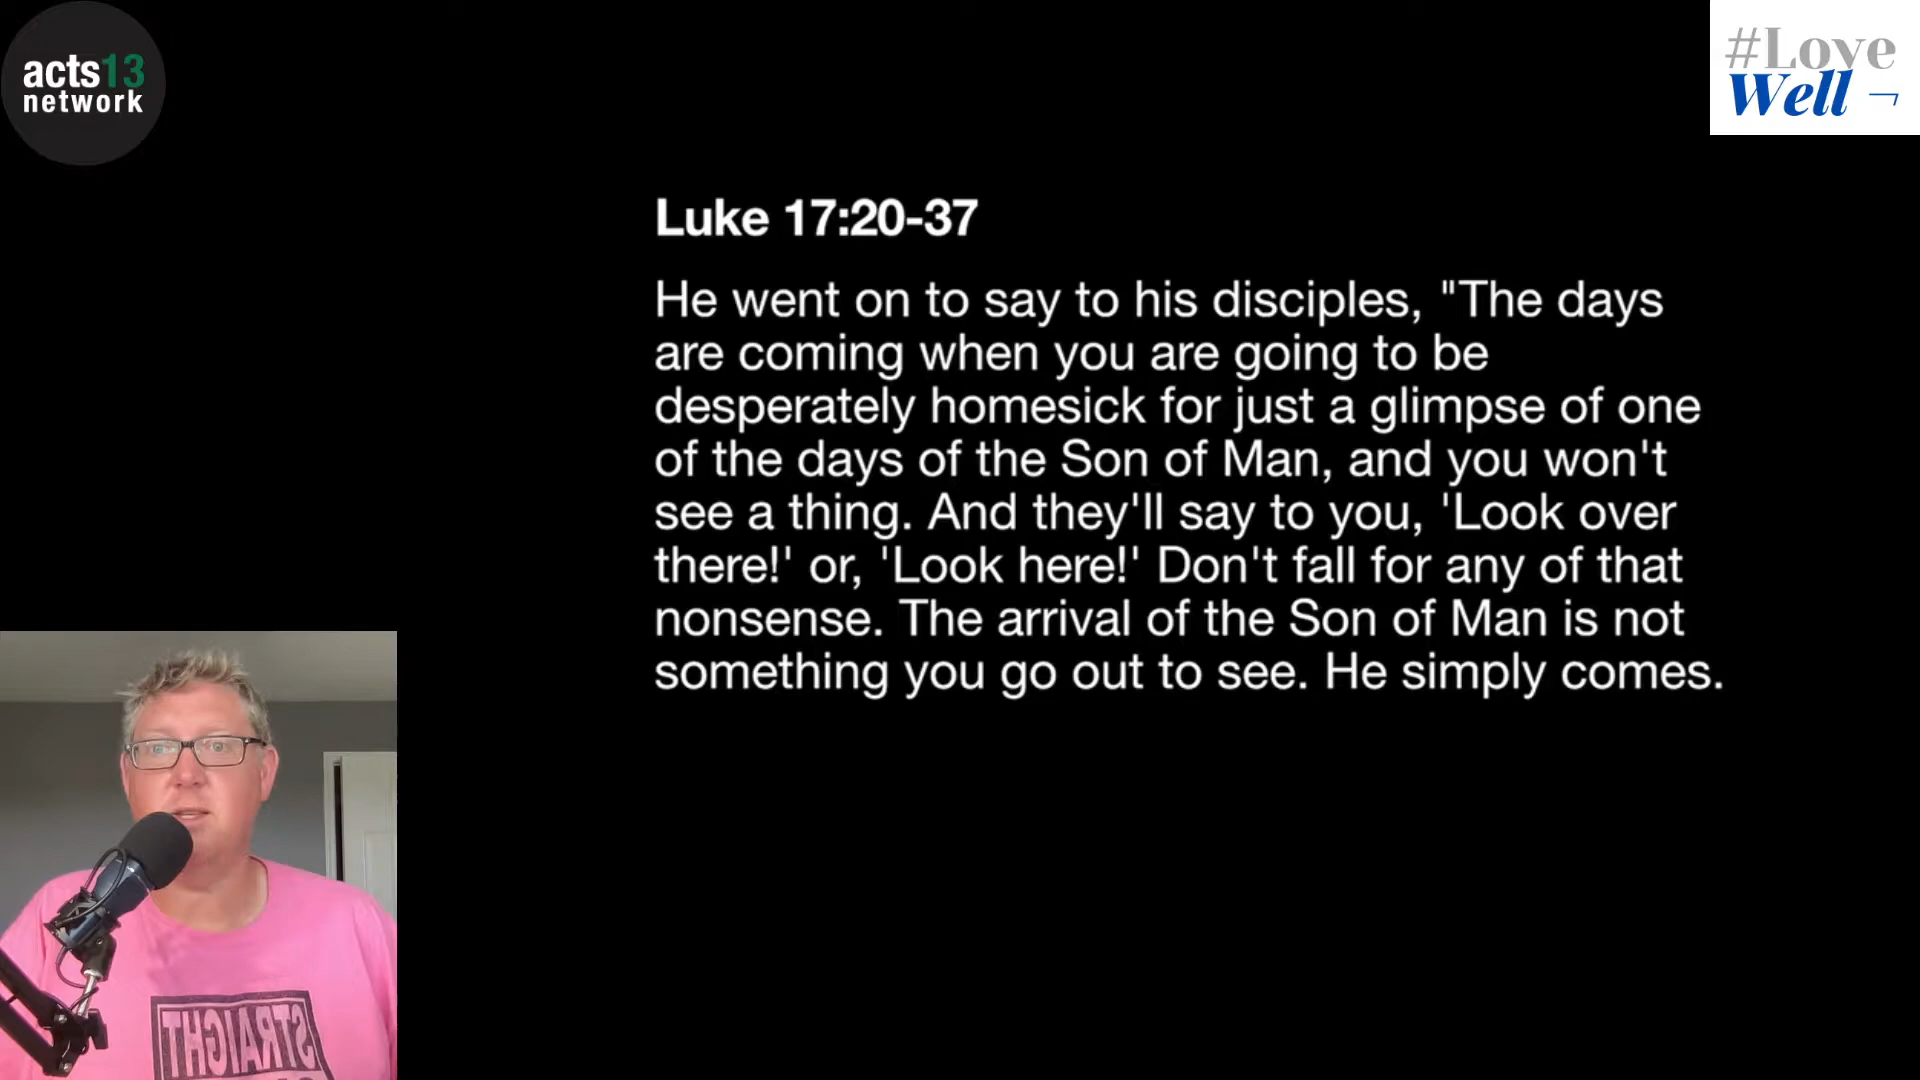 acts13
network
#Love
Well
Luke 17:20-37
He went on to say to his disciples, "The days
are coming when you are going to be
desperately homesick for just a glimpse of one
of the days of the Son of Man, and you won't
see a thing. And they'll say to you, 'Look over
there!' or, 'Look here!' Don't fall for any of that
nonsense. The arrival of the Son of Man is not
something you go out to see. He simply comes.
STRAIGHT